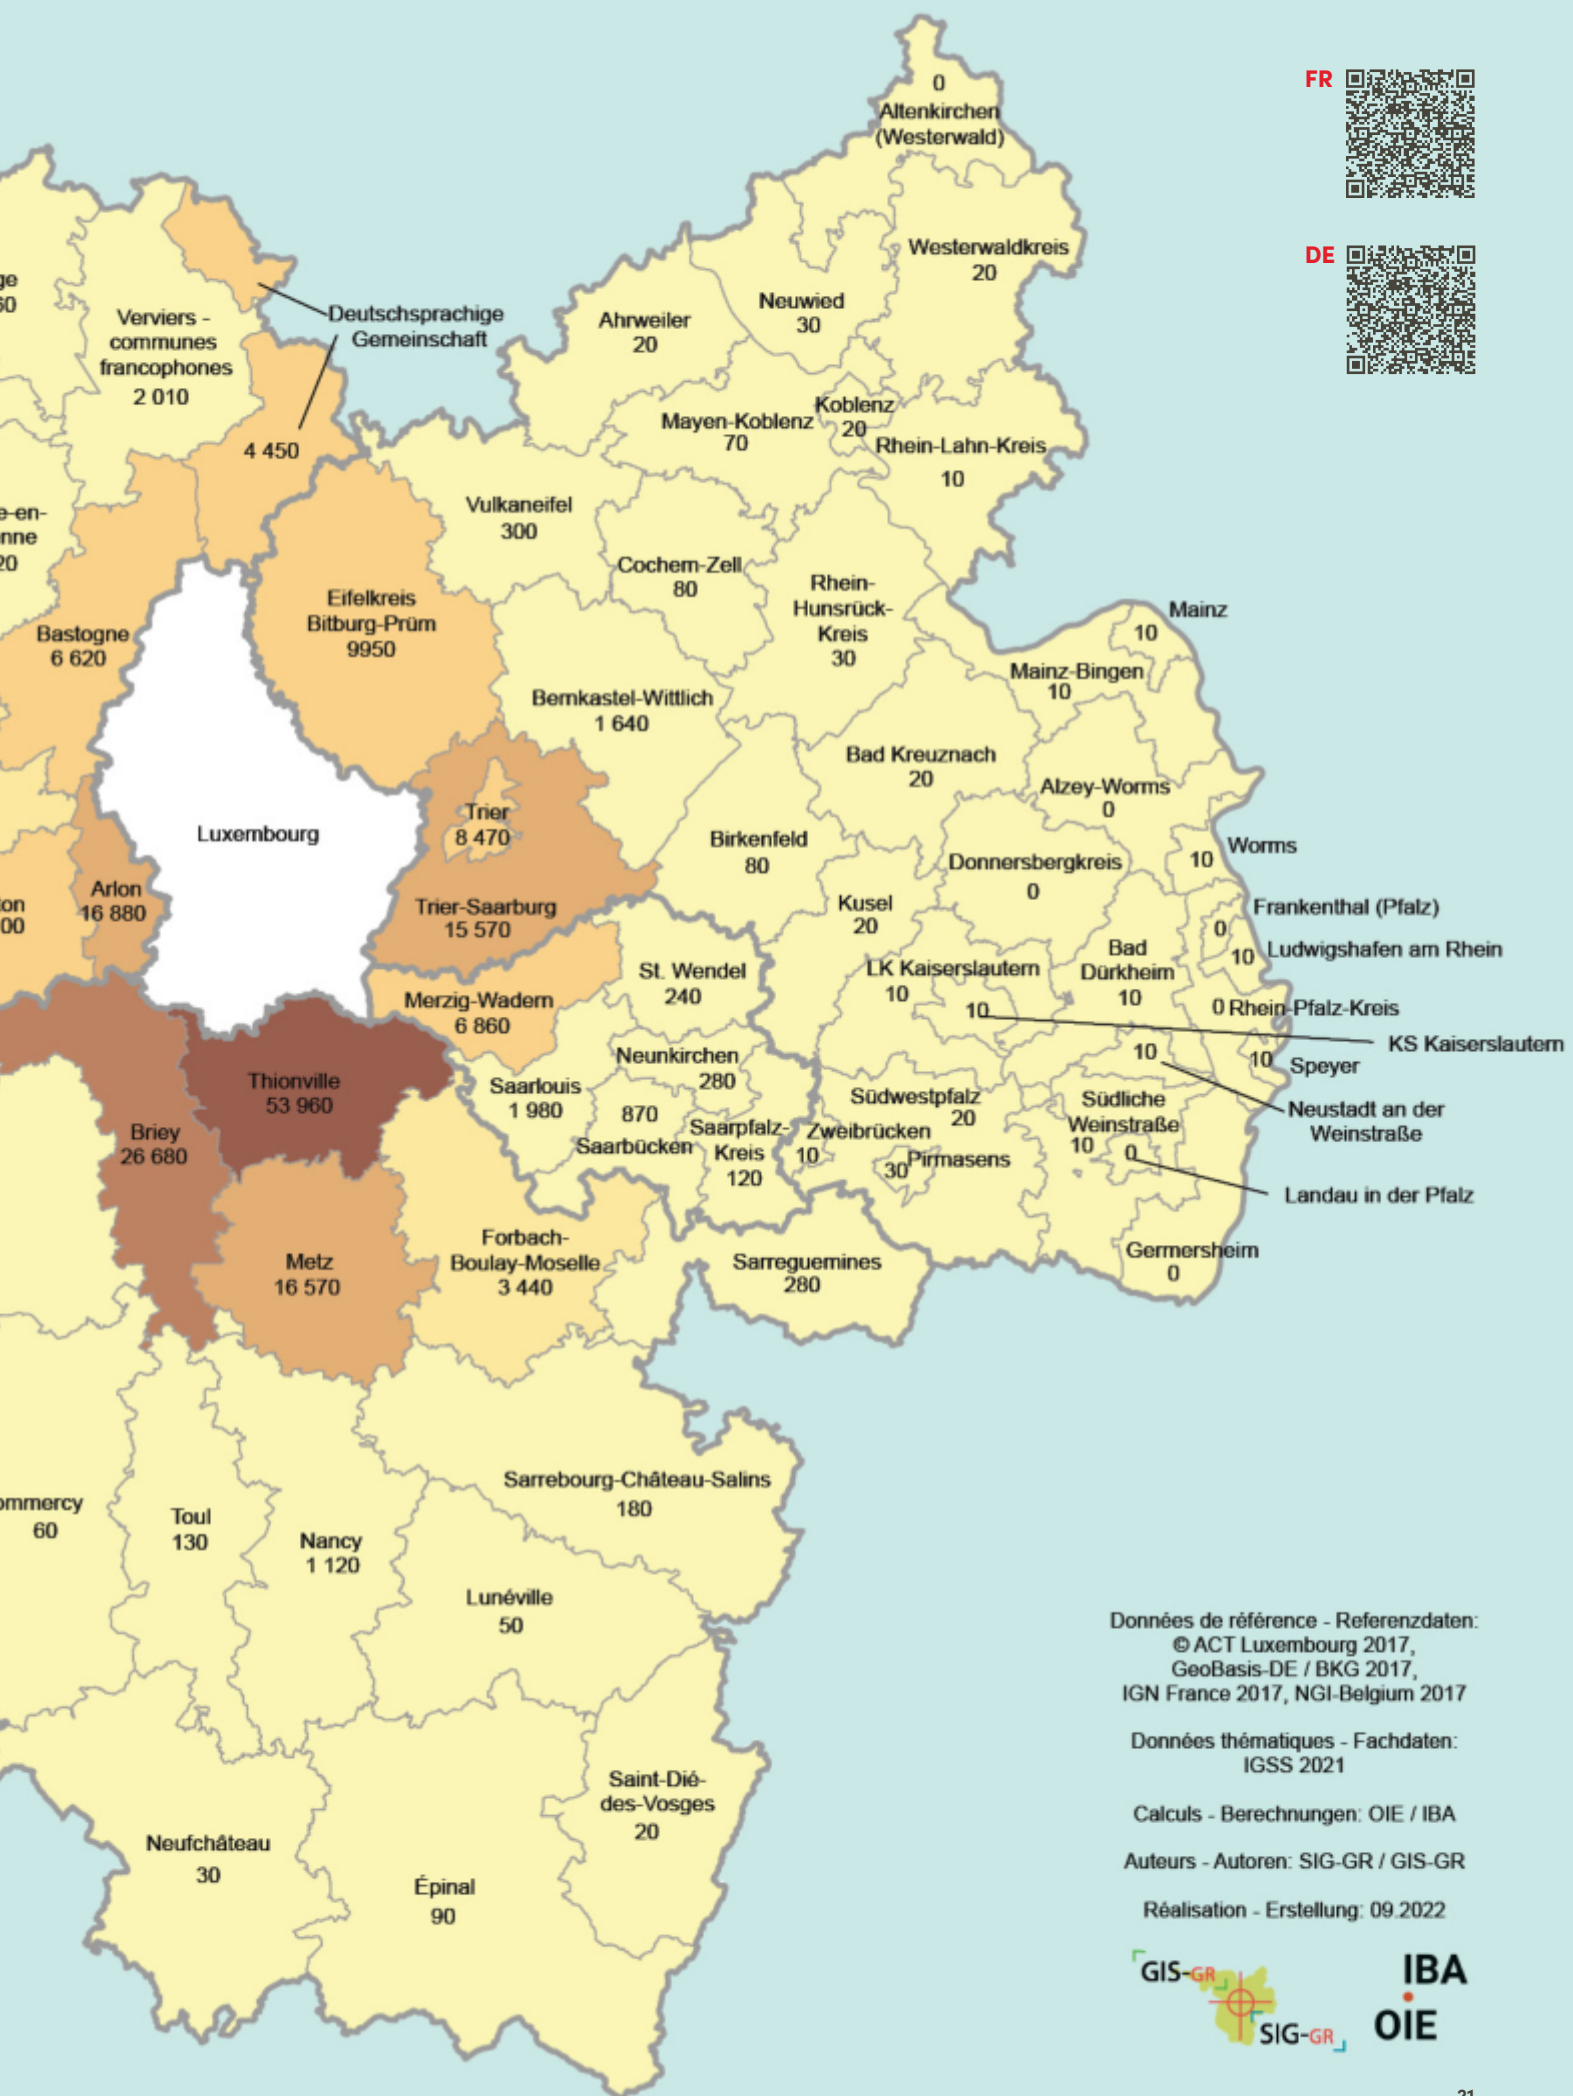 FR
DE
0
Altenkirchen
(Westerwald)
Westerwaldkreis
20
Neuwied
30
Ahrweiler
20
Deutschsprachige
Gemeinschaft
4 450
Verviers -
communes
francophones
2 010
ge
60
Koblenz
20
Mayen-Koblenz
70
Rhein-Lahn-Kreis
10
Vulkaneifel
300
Cochem-Zell
80
e-en-
nne
20
Rhein-
Hunsrück-
Kreis
30
Eifelkreis
Bitburg-Prüm
9950
Bastogne
6 620
Mainz
10
Mainz-Bingen
10
Bernkastel-Wittlich
1 640
Bad Kreuznach
20
Alzey-Worms
0
Luxembourg
Trier
8 470
Birkenfeld
80
Donnersbergkreis
0
Worms
10
Arlon
16 880
ton
00
Trier-Saarburg
15 570
Kusel
20
Frankenthal (Pfalz)
0
Ludwigshafen am Rhein
10
St. Wendel
240
LK Kaiserslautern
10
10
Bad
Dürkheim
10
Merzig-Wadern
6 860
0 Rhein-Pfalz-Kreis
KS Kaiserslautern
10
Speyer
10
Neustadt an der
Weinstraße
Neunkirchen
280
Saarlouis
1 980
870
Saarbücken
Saarpfalz-
Kreis
120
Südwestpfalz
20
Zweibrücken
10
Pirmasens
30
Südliche
Weinstraße
10
0
Landau in der Pfalz
Thionville
53 960
Briey
26 680
Metz
16 570
Forbach-
Boulay-Moselle
3 440
Sarreguemines
280
Germersheim
0
Sarrebourg-Château-Salins
180
ommercy
60
Toul
130
Nancy
1 120
Lunéville
50
Saint-Dié-
des-Vosges
20
Neufchâteau
30
Épinal
90
Données de référence - Referenzdaten:
© ACT Luxembourg 2017,
GeoBasis-DE / BKG 2017,
IGN France 2017, NGI-Belgium 2017
Données thématiques - Fachdaten:
IGSS 2021
Calculs - Berechnungen: OIE / IBA
Auteurs - Autoren: SIG-GR / GIS-GR
Réalisation - Erstellung: 09.2022
GIS-GR
SIG-GR
IBA
OIE